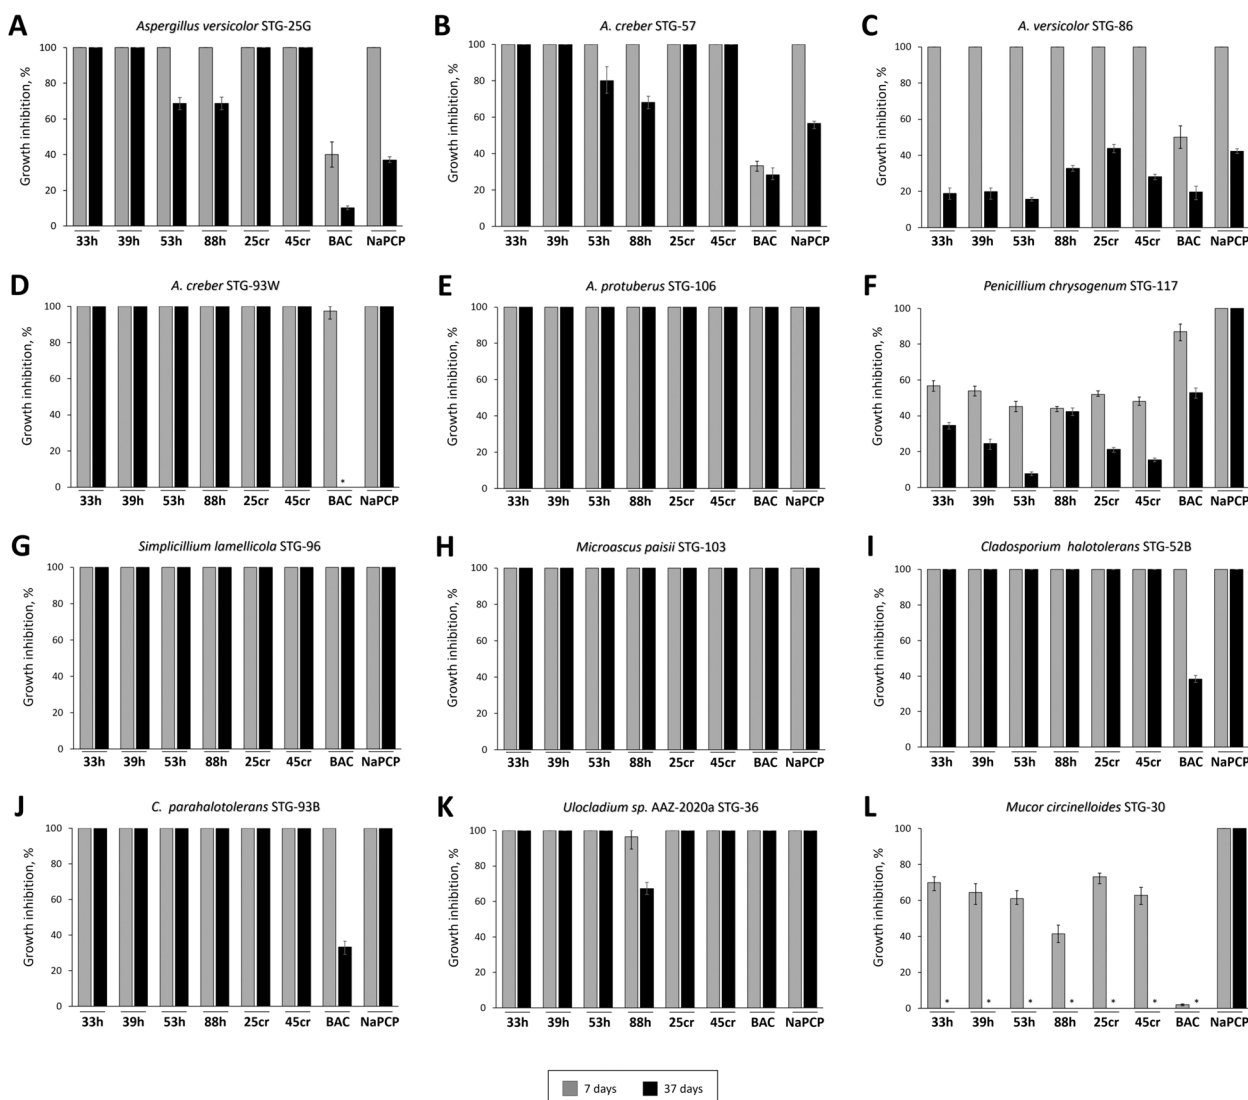 A Aspergillus versicolor STG-25G
Growth inhibition, %
100
80
60
40
20
0
33h 39h 53h 88h 25cr 45cr BAC NaPCP
B A. creber STG-57
Growth inhibition, %
100
80
60
40
20
0
33h 39h 53h 88h 25cr 45cr BAC NaPCP
C A. versicolor STG-86
Growth inhibition, %
100
80
60
40
20
0
33h 39h 53h 88h 25cr 45cr BAC NaPCP
D A. creber STG-93W
Growth inhibition, %
100
80
60
40
20
0
*
33h 39h 53h 88h 25cr 45cr BAC NaPCP
E A. protuberus STG-106
Growth inhibition, %
100
80
60
40
20
0
33h 39h 53h 88h 25cr 45cr BAC NaPCP
F Penicillium chrysogenum STG-117
Growth inhibition, %
100
80
60
40
20
0
33h 39h 53h 88h 25cr 45cr BAC NaPCP
G Simplicillium lamellicola STG-96
Growth inhibition, %
100
80
60
40
20
0
33h 39h 53h 88h 25cr 45cr BAC NaPCP
H Microascus paisii STG-103
Growth inhibition, %
100
80
60
40
20
0
33h 39h 53h 88h 25cr 45cr BAC NaPCP
I Cladosporium halotolerans STG-52B
Growth inhibition, %
100
80
60
40
20
0
33h 39h 53h 88h 25cr 45cr BAC NaPCP
J C. parahalotolerans STG-93B
Growth inhibition, %
100
80
60
40
20
0
33h 39h 53h 88h 25cr 45cr BAC NaPCP
K Ulocladium sp. AAZ-2020a STG-36
Growth inhibition, %
100
80
60
40
20
0
33h 39h 53h 88h 25cr 45cr BAC NaPCP
L Mucor circinelloides STG-30
Growth inhibition, %
100
80
60
40
20
0
* * * * * * *
33h 39h 53h 88h 25cr 45cr BAC NaPCP
7 days 37 days